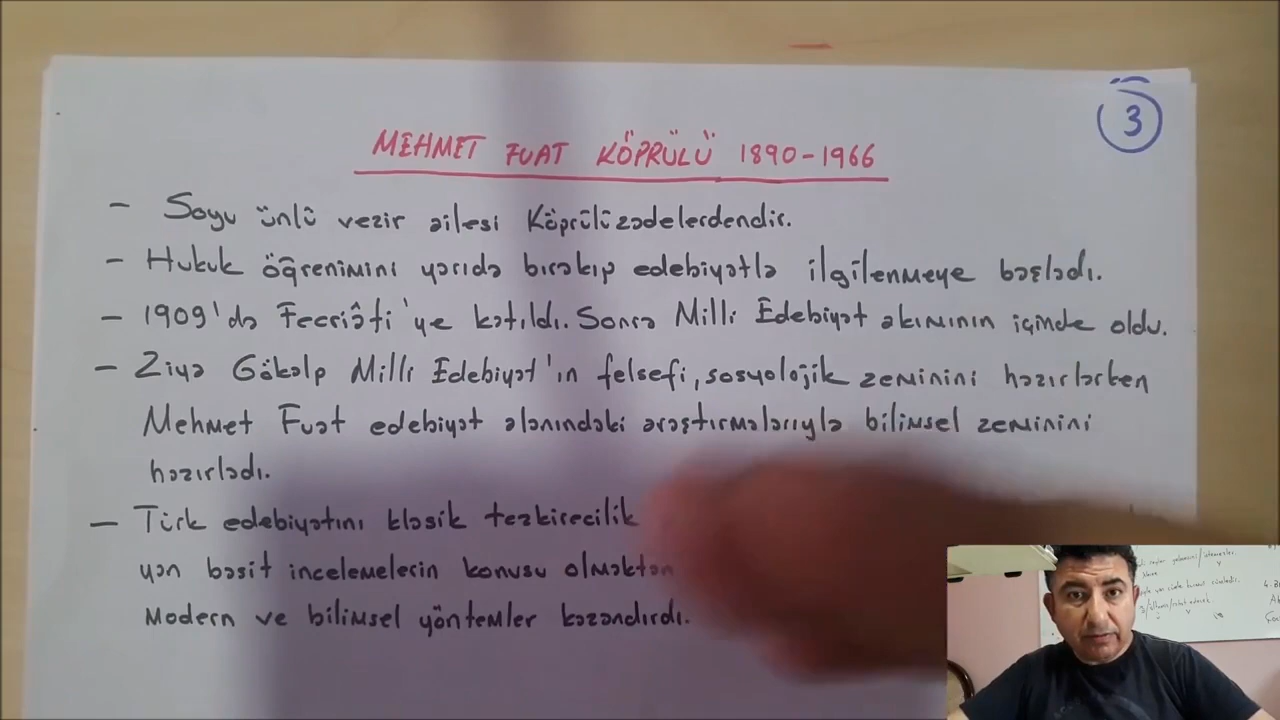 3
MEHMET FUAT KÖPRÜLÜ 1890-1966
- Soyu ünlü vezir ailesi Köprülüzadelerdendir.
- Hukuk öğrenimini yarıda bırakıp edebiyatla ilgilenmeye başladı.
- 1909'da Fecriâti'ye katıldı. Sonra Milli Edebiyat akımının içinde oldu.
- Ziya Gökalp Milli Edebiyat'ın felsefi, sosyolojik zeminini hazırlarken
Mehmet Fuat edebiyat alanındaki araştırmalarıyla bilimsel zeminini
hazırladı.
- Türk edebiyatını klasik tezkirecilik
yan basit incelemelerin konusu olmaktan
Modern ve bilimsel yöntemler kazandırdı.